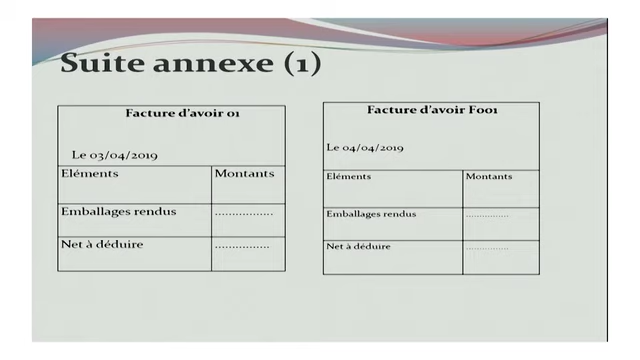 Suite annexe (1)
Facture d'avoir 01
Le 03/04/2019
Eléments Montants
Emballages rendus ................
Net à déduire ...............
Facture d'avoir F001
Le 04/04/2019
Eléments Montants
Emballages rendus ...............
Net à déduire ...............